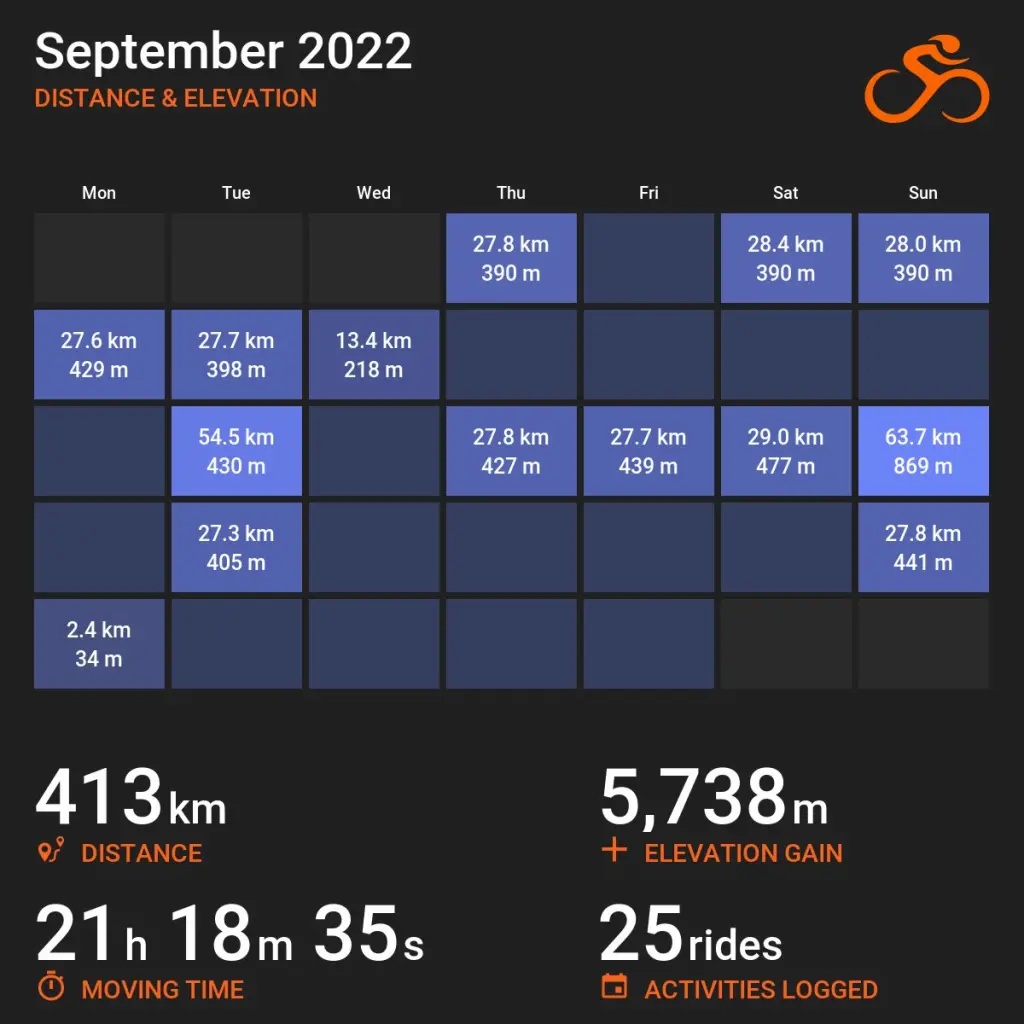 September 2022
DISTANCE & ELEVATION
Mon Tue Wed Thu Fri Sat Sun
27.8 km 28.4 km 28.0 km
390 m 390 m 390 m
27.6 km 27.7 km 13.4 km
429 m 398 m 218 m
54.5 km 27.8 km 27.7 km 29.0 km 63.7 km
430 m 427 m 439 m 477 m 869 m
27.3 km 27.8 km
405 m 441 m
2.4 km
34 m
413 km 5,738 m
DISTANCE ELEVATION GAIN
21h 18m 35s 25 rides
MOVING TIME ACTIVITIES LOGGED